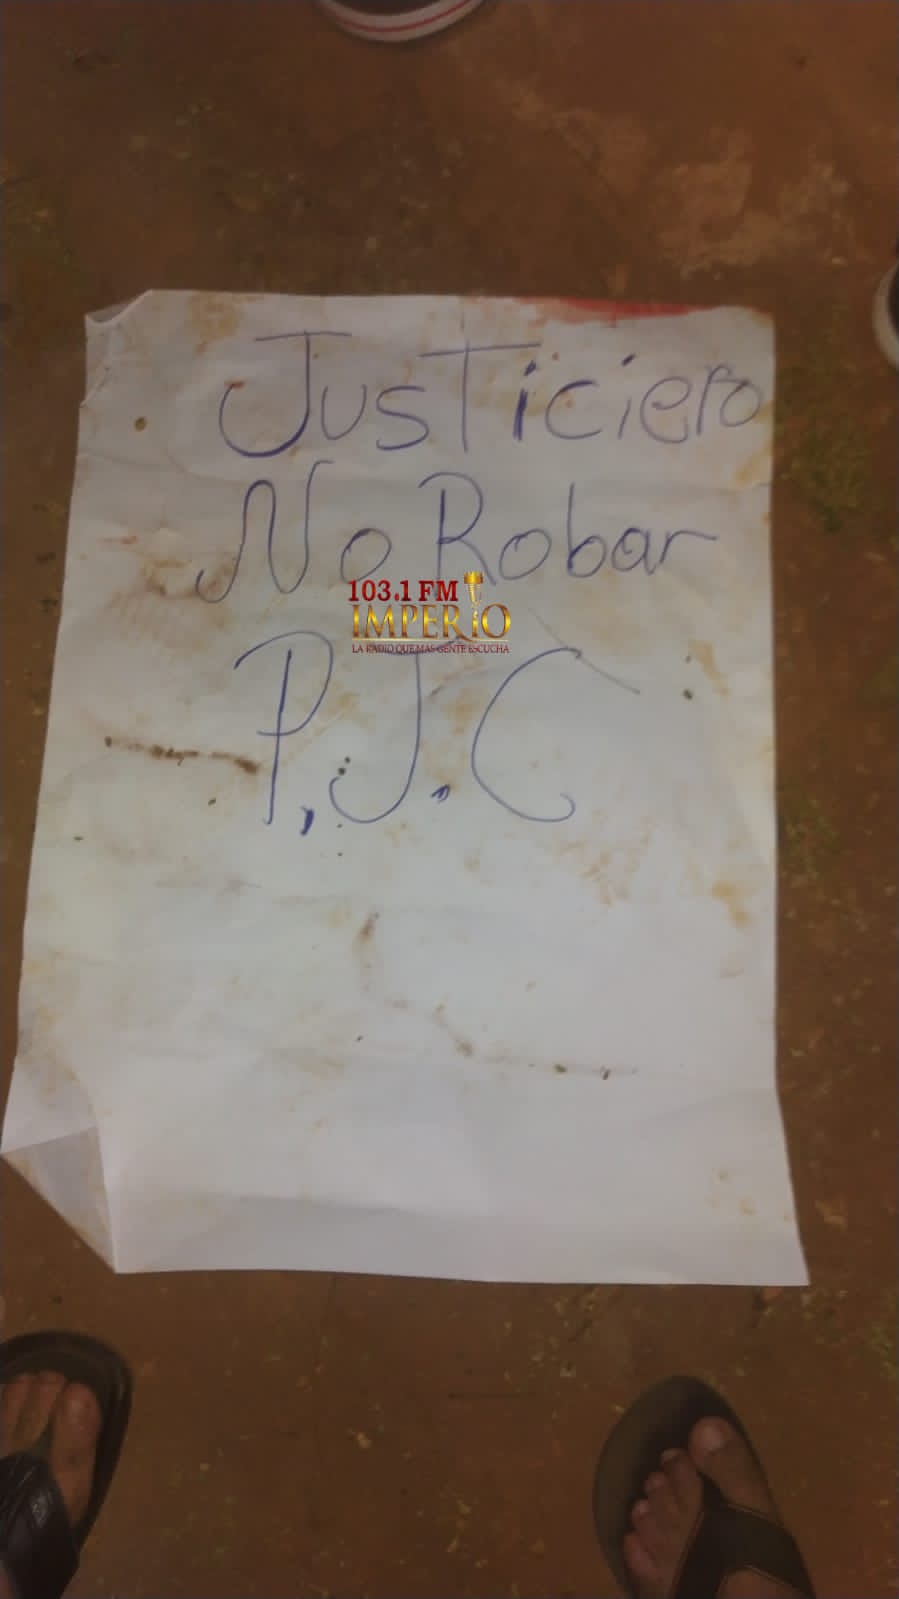 JusTiciero
No Robar
103.1 FM
IMPERIO
LA RADIO QUE MAS GENTE ESCUCHA
P.J.C